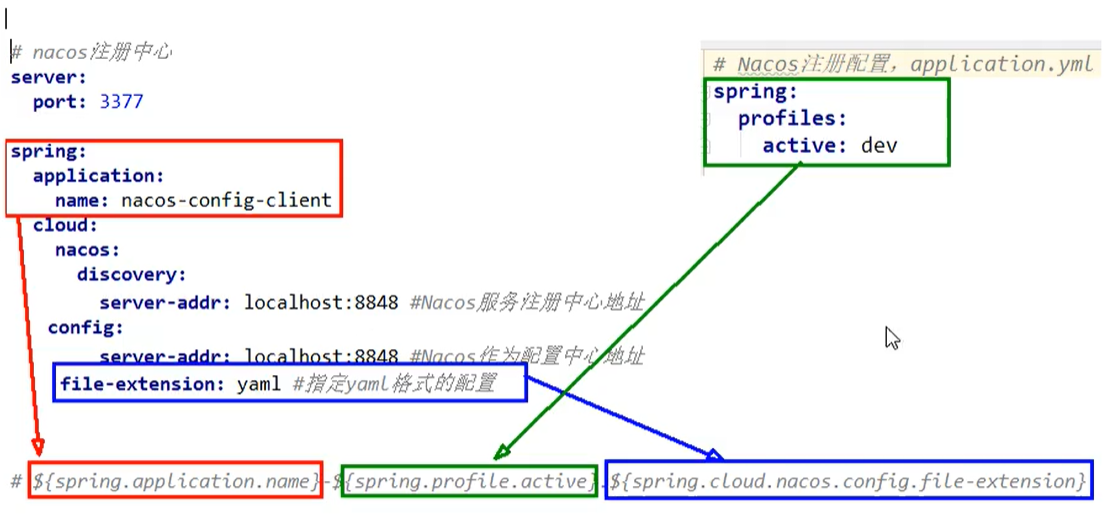 # nacos注册中心
server:
port: 3377
spring:
application:
name: nacos-config-client
cloud:
nacos:
discovery:
server-addr: localhost:8848 #Nacos服务注册中心地址
config:
server-addr: localhost:8848 #Nacos作为配置中心地址
file-extension: yaml #指定yaml格式的配置
# Nacos注册配置，application.yml
spring:
profiles:
active: dev
# ${spring.application.name}-${spring.profile.active}.${spring.cloud.nacos.config.file-extension}